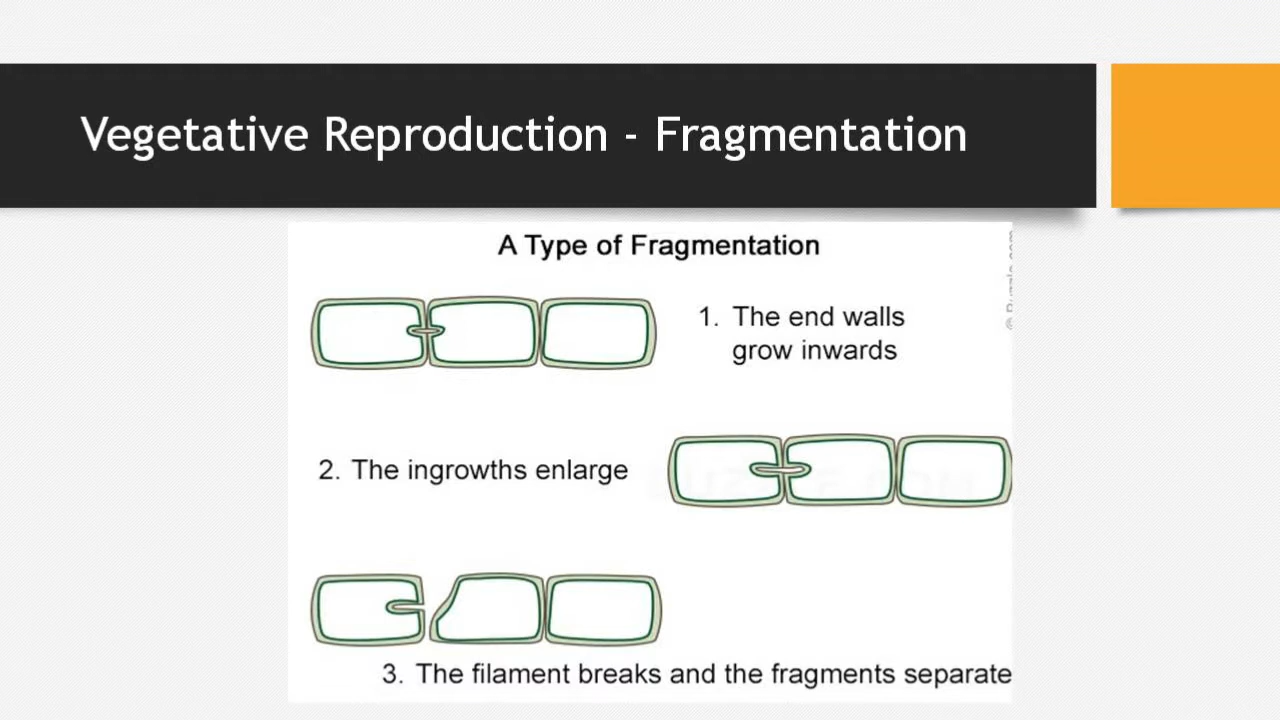 Vegetative Reproduction - Fragmentation
A Type of Fragmentation
1. The end walls
grow inwards
2. The ingrowths enlarge
3. The filament breaks and the fragments separate